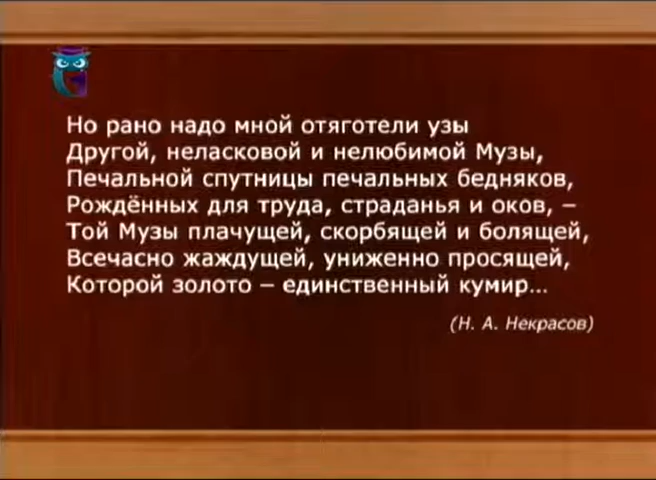 Но рано надо мной отяготели узы
Другой, неласковой и нелюбимой Музы,
Печальной спутницы печальных бедняков,
Рождённых для труда, страданья и оков, –
Той Музы плачущей, скорбящей и болящей,
Всечасно жаждущей, униженно просящей,
Которой золото – единственный кумир...
(Н. А. Некрасов)